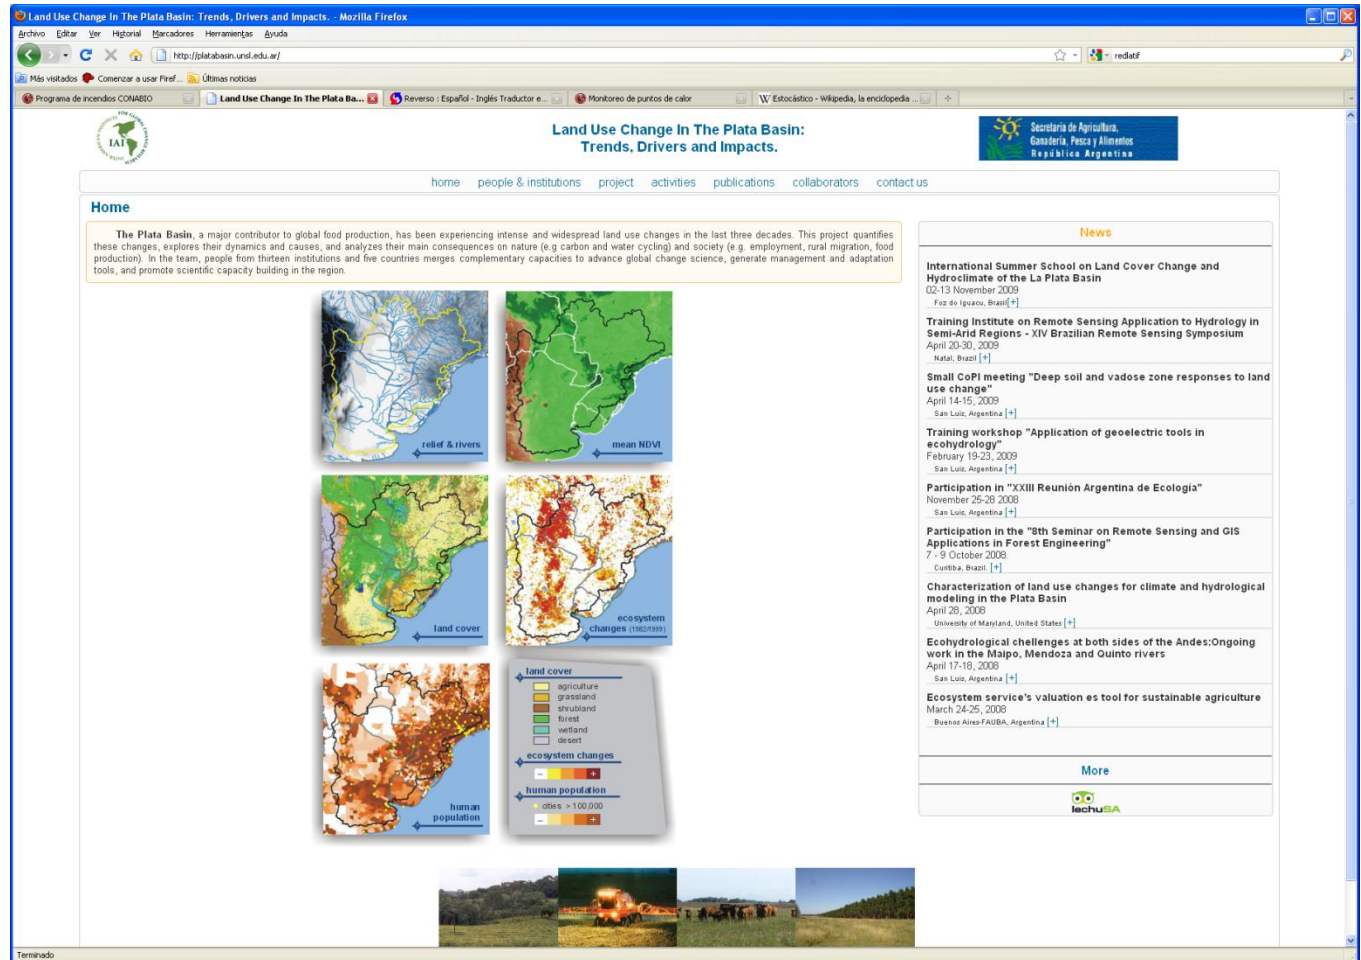 Land Use Change In The Plata Basin: Trends, Drivers and Impacts. - Mozilla Firefox
Archivo Editar Ver Historial Marcadores Herramientas Ayuda
http://platabasin.unsl.edu.ar/
redlatif
Más visitados Comenzar a usar Firef... Últimas noticias
Programa de incendios CONABIO
Land Use Change In The Plata Ba...
Reverso : Español - Inglés Traductor e...
Monitoreo de puntos de calor
Estocástico - Wikipedia, la enciclopedia ...
IAI
Land Use Change In The Plata Basin:
Trends, Drivers and Impacts.
Secretaría de Agricultura,
Ganadería, Pesca y Alimentos
República Argentina
home people & institutions project activities publications collaborators contact us
Home
The Plata Basin, a major contributor to global food production, has been experiencing intense and widespread land use changes in the last three decades. This project quantifies
these changes, explores their dynamics and causes, and analyzes their main consequences on nature (e.g carbon and water cycling) and society (e.g. employment, rural migration, food
production). In the team, people from thirteen institutions and five countries merges complementary capacities to advance global change science, generate management and adaptation
tools, and promote scientific capacity building in the region.
relief & rivers
mean NDVI
land cover
ecosystem
changes (1982/1999)
human
population
land cover
agriculture
grassland
shrubland
forest
wetland
desert
ecosystem changes
- +
human population
cities > 100,000
- +
News
International Summer School on Land Cover Change and
Hydroclimate of the La Plata Basin
02-13 November 2009
Foz do Iguacu, Brasil[+]
Training Institute on Remote Sensing Application to Hydrology in
Semi-Arid Regions - XIV Brazilian Remote Sensing Symposium
April 20-30, 2009
Natal, Brazil [+]
Small CoPI meeting "Deep soil and vadose zone responses to land
use change"
April 14-15, 2009
San Luis, Argentina [+]
Training workshop "Application of geoelectric tools in
ecohydrology"
February 19-23, 2009
San Luis, Argentina [+]
Participation in "XXIII Reunión Argentina de Ecología"
November 25-28 2008
San Luis, Argentina [+]
Participation in the "8th Seminar on Remote Sensing and GIS
Applications in Forest Engineering"
7 - 9 October 2008
Curitiba, Brazil. [+]
Characterization of land use changes for climate and hydrological
modeling in the Plata Basin
April 28, 2008
University of Maryland, United States [+]
Ecohydrological chellenges at both sides of the Andes:Ongoing
work in the Maipo, Mendoza and Quinto rivers
April 17-18, 2008
San Luis, Argentina [+]
Ecosystem service's valuation es tool for sustainable agriculture
March 24-25, 2008
Buenos Aires-FAUBA, Argentina [+]
More
lechuSA
Terminado